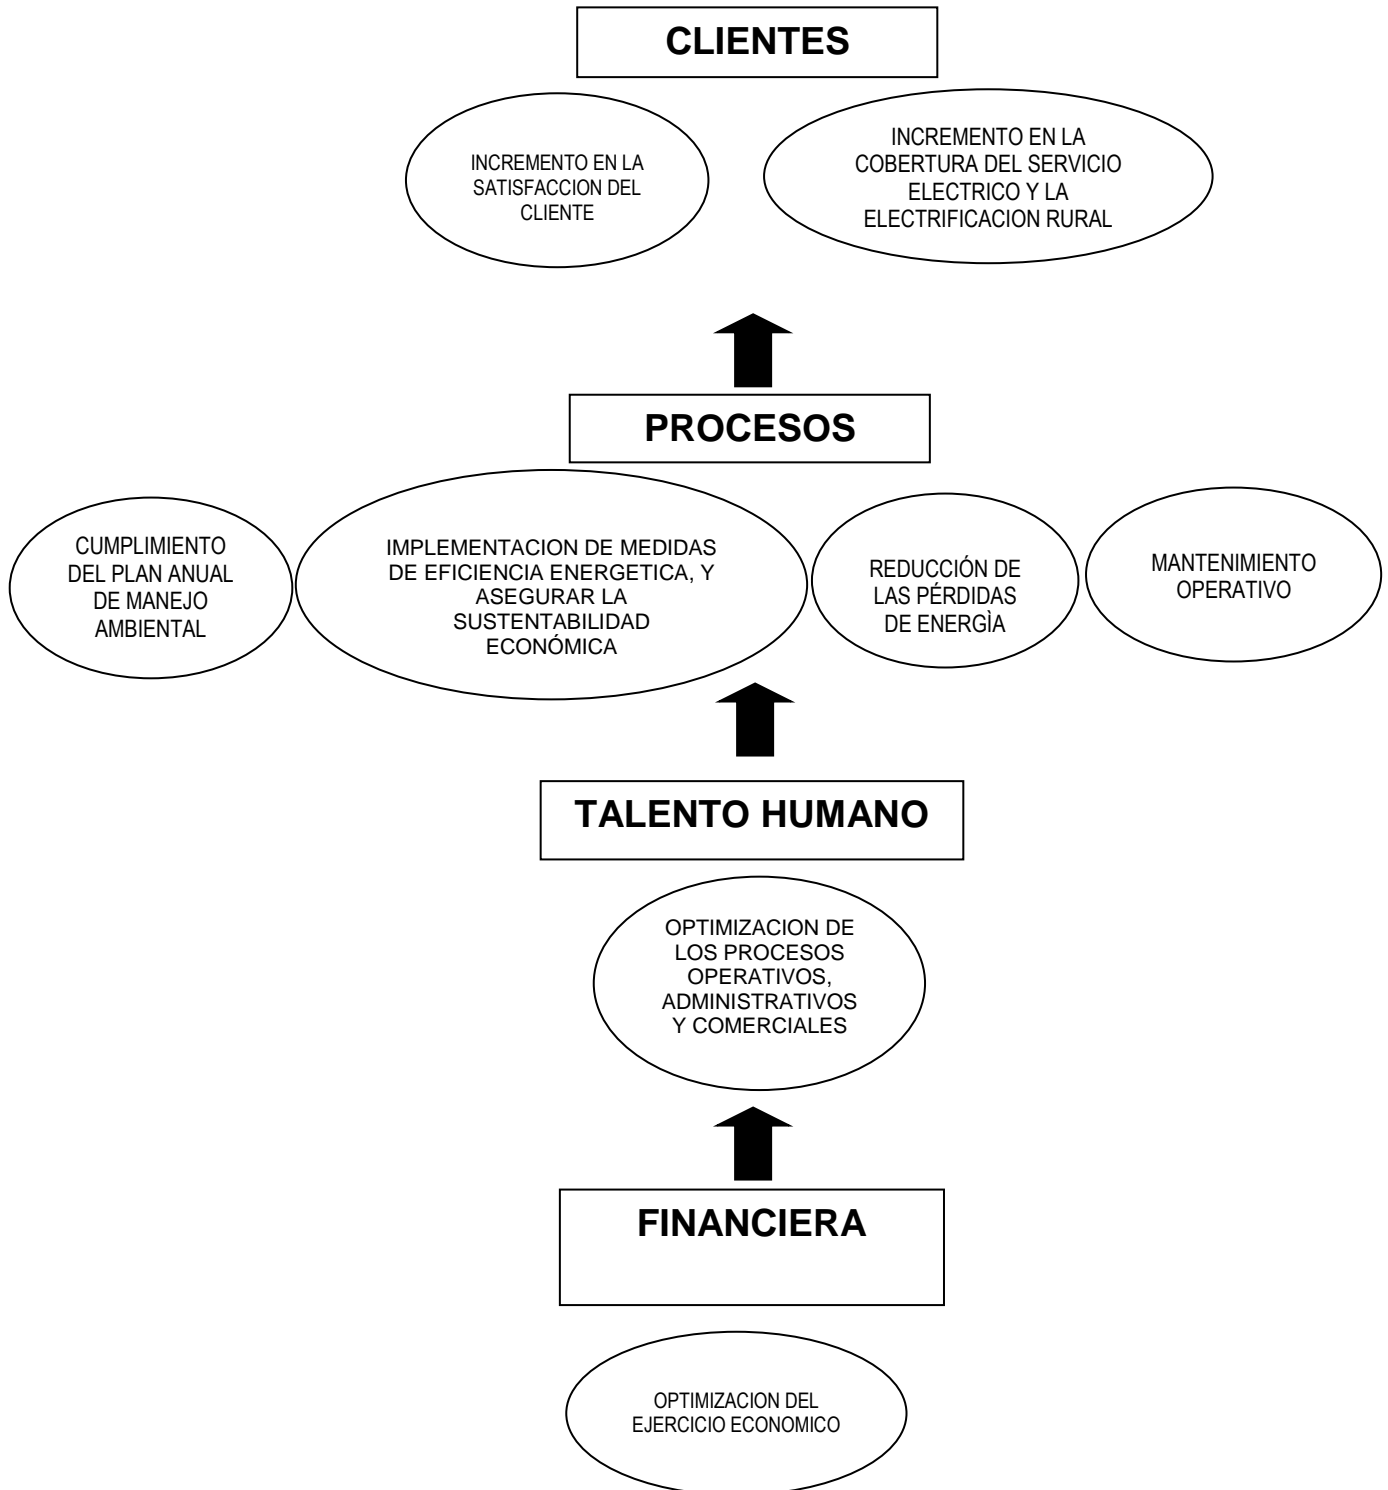 CLIENTES
INCREMENTO EN LA
SATISFACCION DEL
CLIENTE
INCREMENTO EN LA
COBERTURA DEL SERVICIO
ELECTRICO Y LA
ELECTRIFICACION RURAL
PROCESOS
CUMPLIMIENTO
DEL PLAN ANUAL
DE MANEJO
AMBIENTAL
IMPLEMENTACION DE MEDIDAS
DE EFICIENCIA ENERGETICA, Y
ASEGURAR LA
SUSTENTABILIDAD
ECONÓMICA
REDUCCIÓN DE
LAS PÉRDIDAS
DE ENERGÌA
MANTENIMIENTO
OPERATIVO
TALENTO HUMANO
OPTIMIZACION DE
LOS PROCESOS
OPERATIVOS,
ADMINISTRATIVOS
Y COMERCIALES
FINANCIERA
OPTIMIZACION DEL
EJERCICIO ECONOMICO